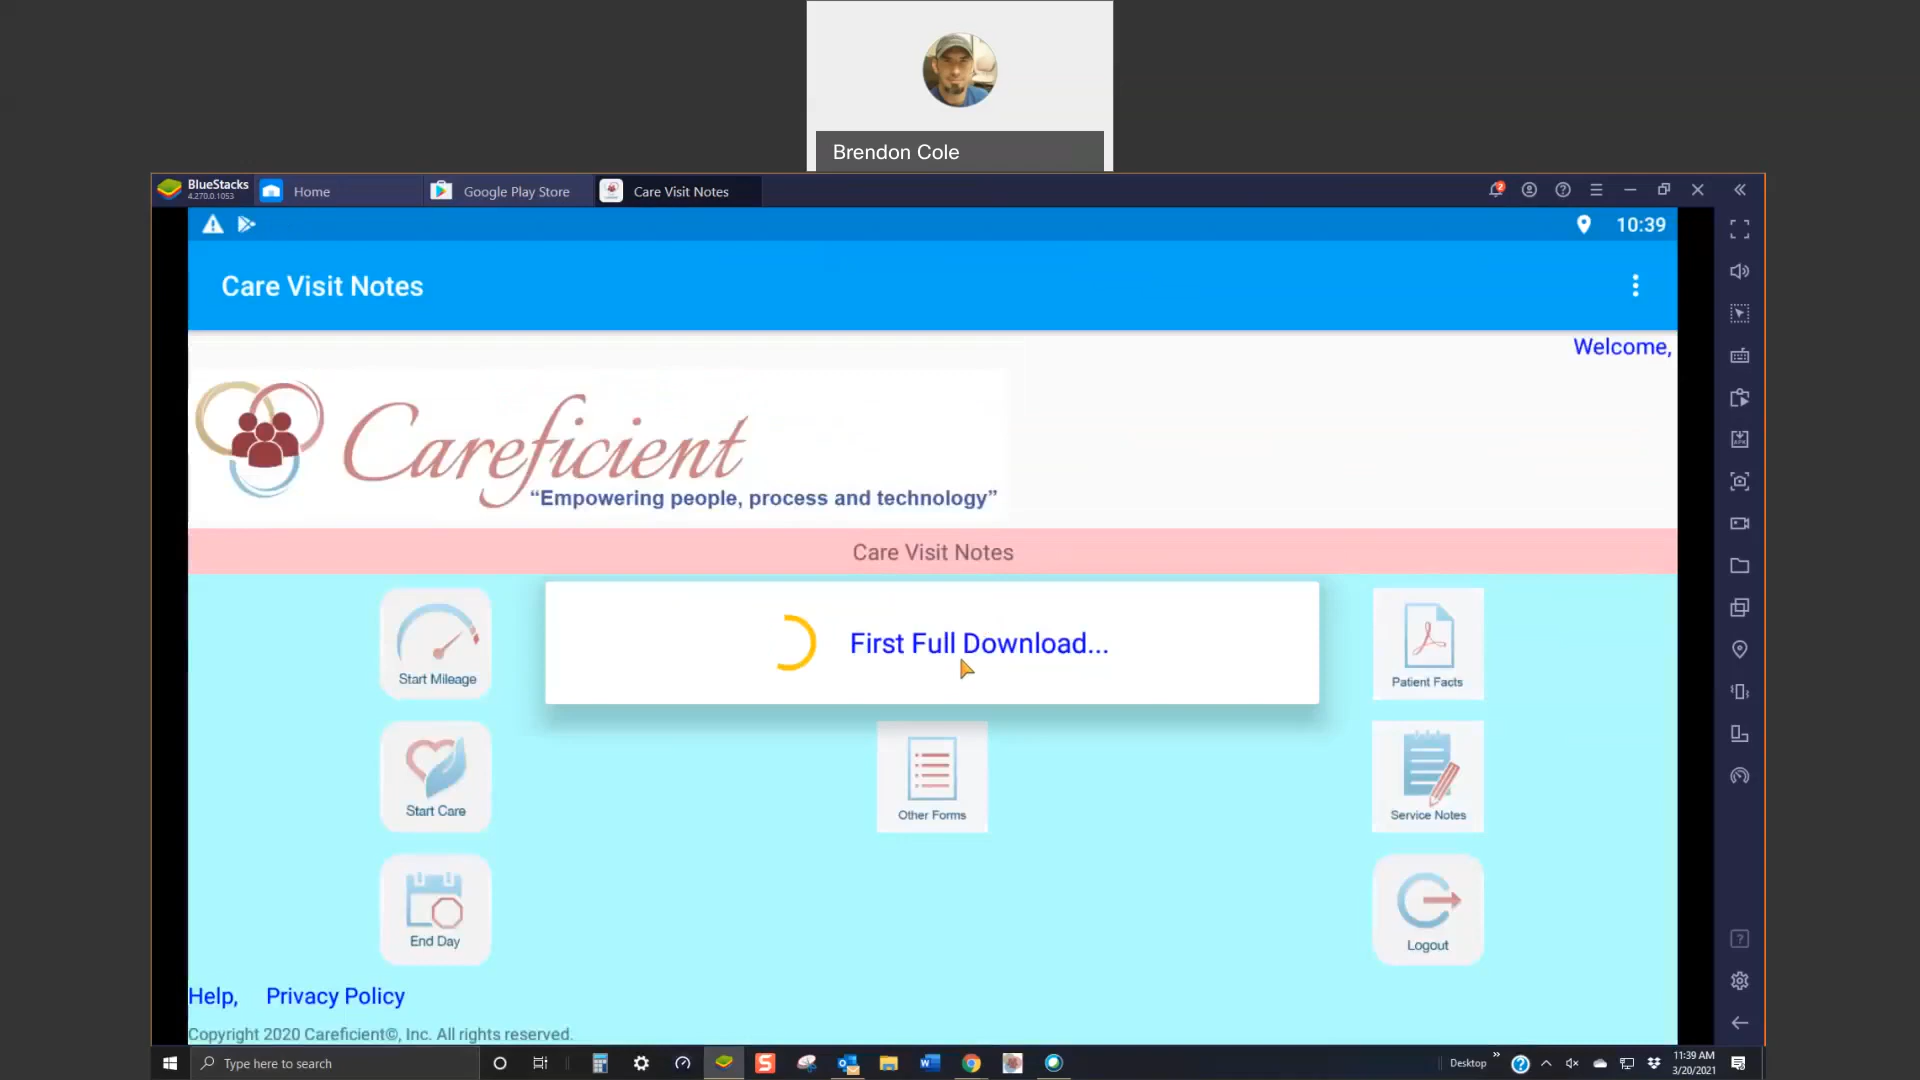 Brendon Cole
BlueStacks
4.270.0.1053
Home
Google Play Store
Care Visit Notes
2
10:39
Care Visit Notes
Welcome,
Careficient
“Empowering people, process and technology”
Care Visit Notes
Start Mileage
First Full Download...
Patient Facts
Start Care
Other Forms
Service Notes
End Day
Logout
Help,
Privacy Policy
Copyright 2020 Careficient©, Inc. All rights reserved.
Type here to search
Desktop
11:39 AM
3/20/2021